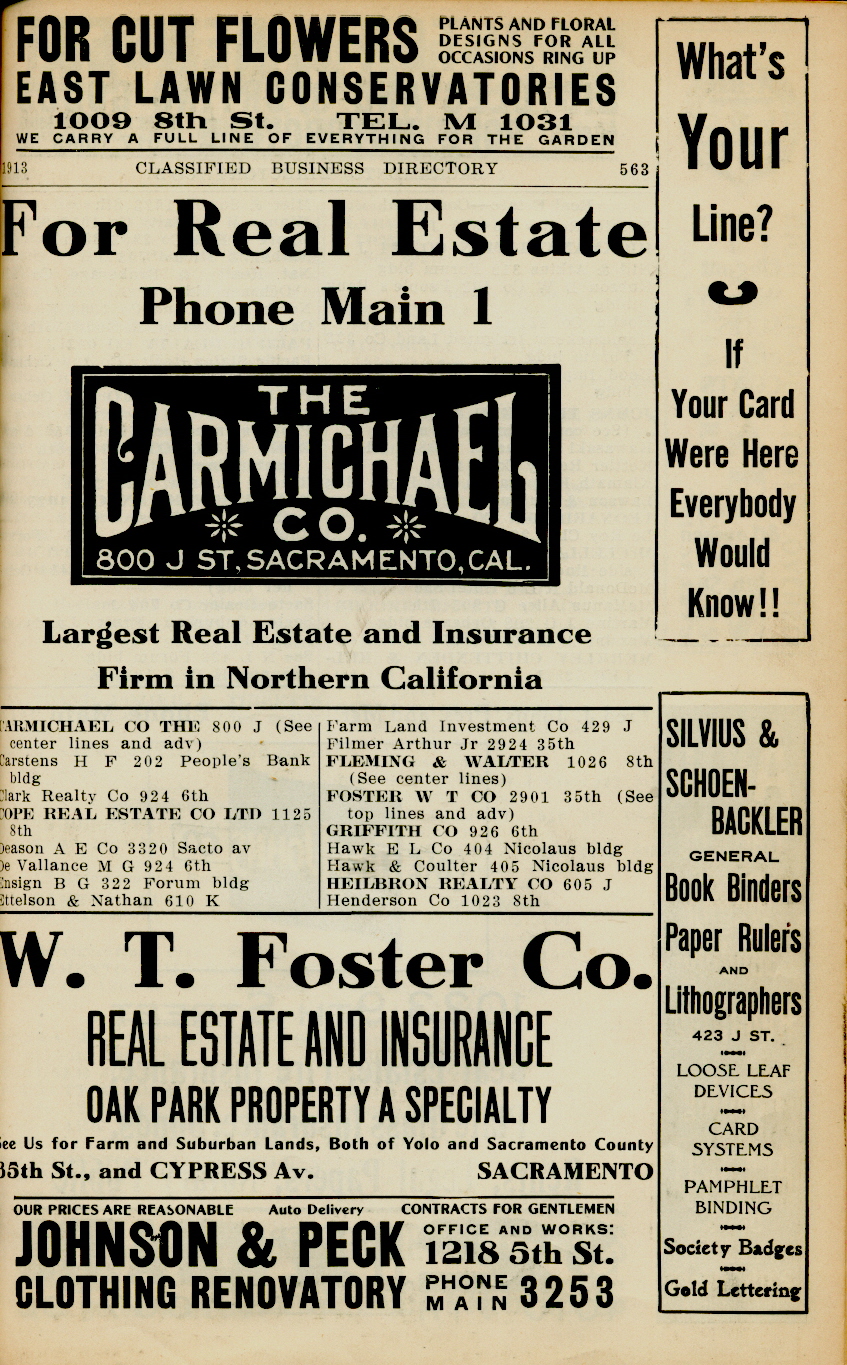 FOR CUT FLOWERS
PLANTS AND FLORAL
DESIGNS FOR ALL
OCCASIONS RING UP
EAST LAWN CONSERVATORIES
1009 8th St. TEL. M 1031
WE CARRY A FULL LINE OF EVERYTHING FOR THE GARDEN
1913 CLASSIFIED BUSINESS DIRECTORY 563
For Real Estate
Phone Main 1
THE
CARMICHAEL
CO.
800 J ST, SACRAMENTO, CAL.
Largest Real Estate and Insurance
Firm in Northern California
CARMICHAEL CO THE 800 J (See
center lines and adv)
Carstens H F 202 People's Bank
bldg
Clark Realty Co 924 6th
COPE REAL ESTATE CO LTD 1125
8th
Deason A E Co 3320 Sacto av
De Vallance M G 924 6th
Ensign B G 322 Forum bldg
Ettelson & Nathan 610 K
Farm Land Investment Co 429 J
Filmer Arthur Jr 2924 35th
FLEMING & WALTER 1026 8th
(See center lines)
FOSTER W T CO 2901 35th (See
top lines and adv)
GRIFFITH CO 926 6th
Hawk E L Co 404 Nicolaus bldg
Hawk & Coulter 405 Nicolaus bldg
HEILBRON REALTY CO 605 J
Henderson Co 1023 8th
W. T. Foster Co.
REAL ESTATE AND INSURANCE
OAK PARK PROPERTY A SPECIALTY
See Us for Farm and Suburban Lands, Both of Yolo and Sacramento County
35th St., and CYPRESS Av. SACRAMENTO
OUR PRICES ARE REASONABLE Auto Delivery CONTRACTS FOR GENTLEMEN
JOHNSON & PECK
CLOTHING RENOVATORY
OFFICE AND WORKS:
1218 5th St.
PHONE
MAIN 3253
What's
Your
Line?
If
Your Card
Were Here
Everybody
Would
Know!!
SILVIUS &
SCHOEN-
BACKLER
GENERAL
Book Binders
Paper Rulers
AND
Lithographers
423 J ST.
LOOSE LEAF
DEVICES
CARD
SYSTEMS
PAMPHLET
BINDING
Society Badges
Gold Lettering